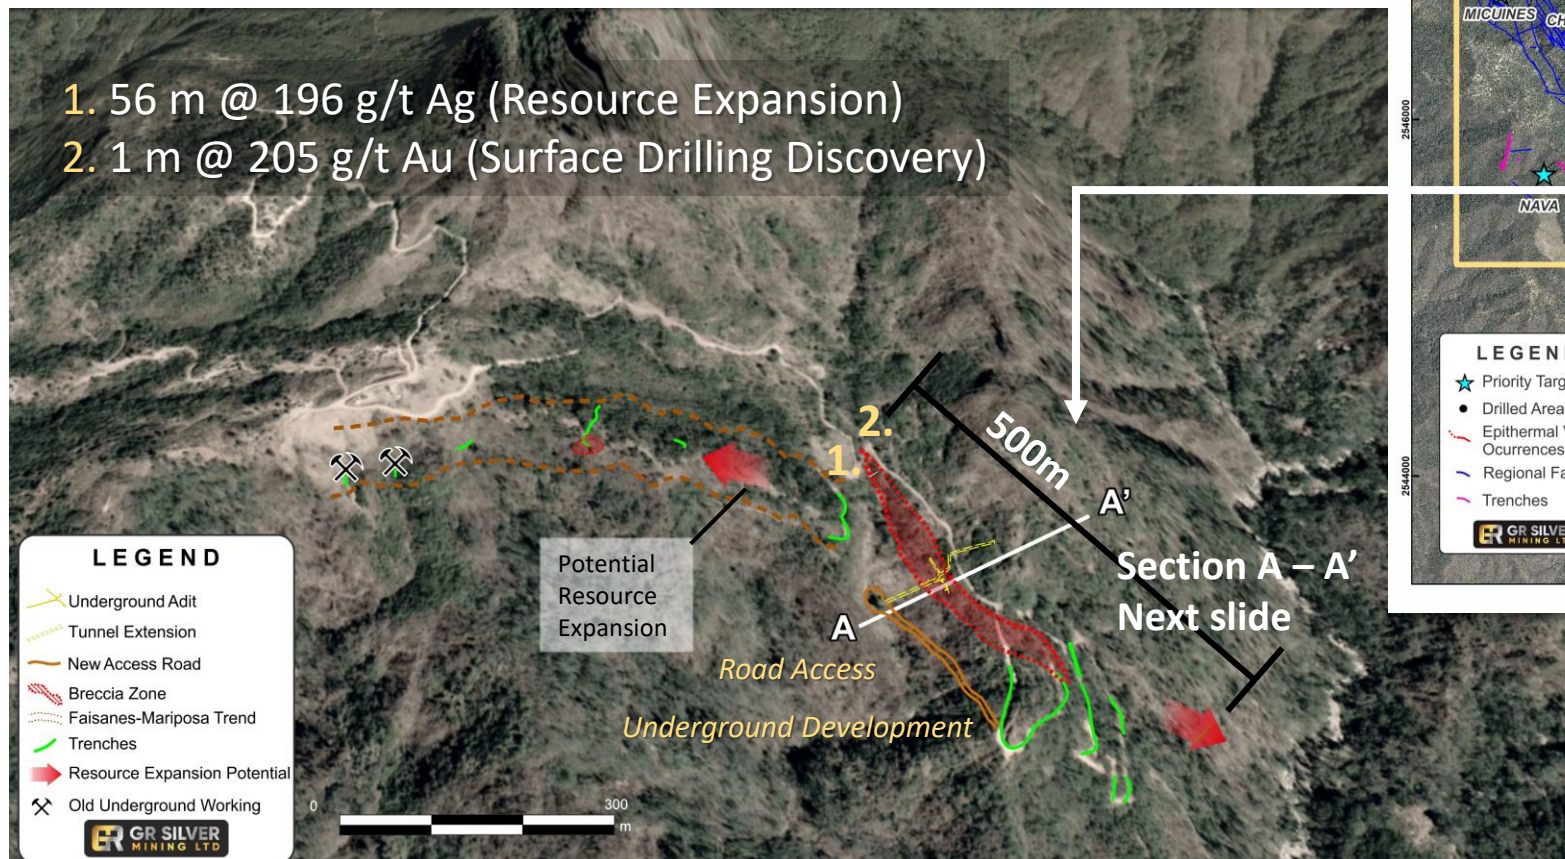 1. 56 m @ 196 g/t Ag (Resource Expansion)
2. 1 m @ 205 g/t Au (Surface Drilling Discovery)
2.
1.
500m
A'
A
Section A – A'
Next slide
Potential
Resource
Expansion
Road Access
Underground Development
LEGEND
Underground Adit
Tunnel Extension
New Access Road
Breccia Zone
Faisanes-Mariposa Trend
Trenches
Resource Expansion Potential
Old Underground Working
GR SILVER
MINING LTD
0 300
m
MICUINES CH
2546000
NAVA
2544000
LEGEN
Priority Targ
Drilled Area
Epithermal V
Ocurrences
Regional Fa
Trenches
GR SILVE
MINING LT